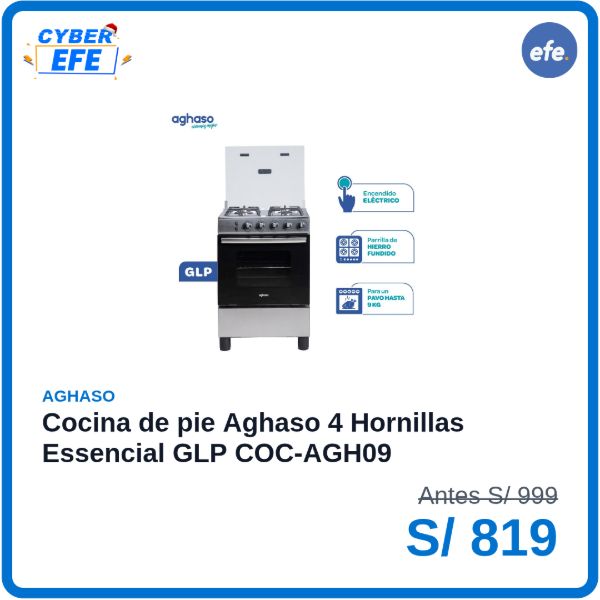 CYBER
EFE
efe.
aghaso
Encendido
ELÉCTRICO
Parrilla de
HIERRO
FUNDIDO
GLP
Para un
PAVO HASTA
9 KG
aghaso
AGHASO
Cocina de pie Aghaso 4 Hornillas
Essencial GLP COC-AGH09
Antes S/ 999
S/ 819